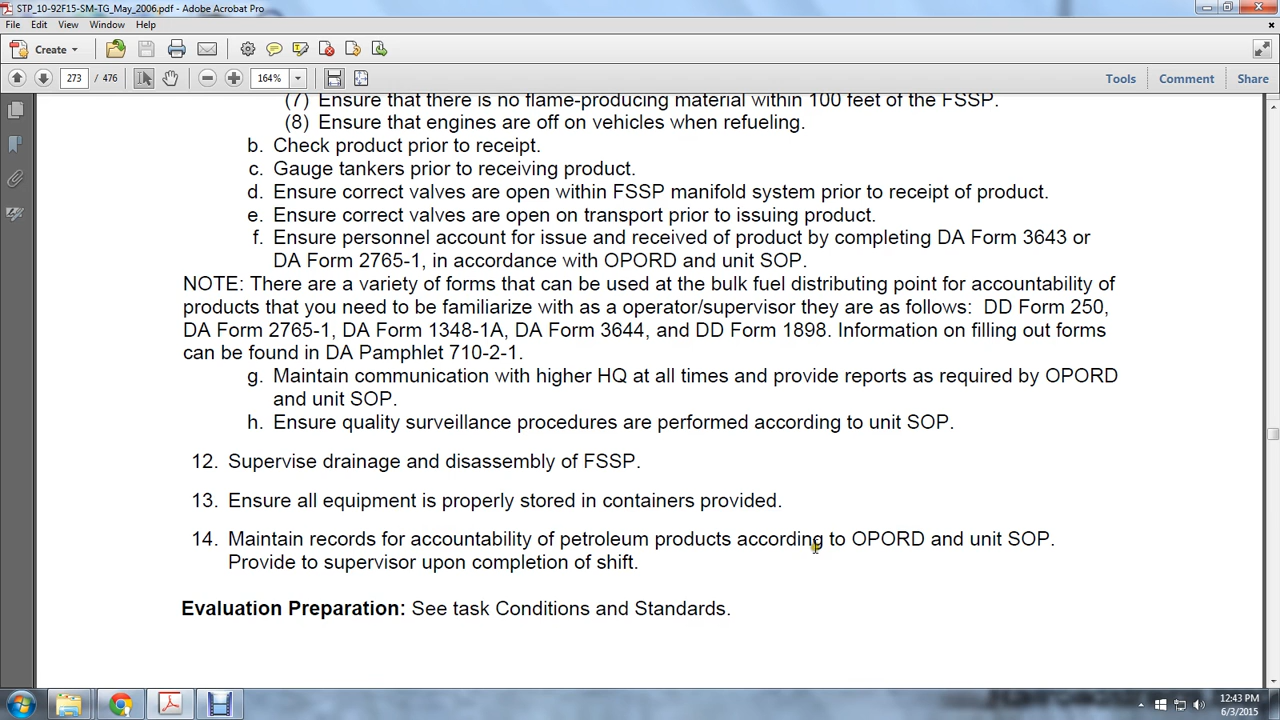 STP_10-92F15-SM-TG_May_2006.pdf - Adobe Acrobat Pro
File Edit View Window Help
Create
273 / 476 164% Tools Comment Share
(7) Ensure that there is no flame-producing material within 100 feet of the FSSP.
(8) Ensure that engines are off on vehicles when refueling.
b. Check product prior to receipt.
c. Gauge tankers prior to receiving product.
d. Ensure correct valves are open within FSSP manifold system prior to receipt of product.
e. Ensure correct valves are open on transport prior to issuing product.
f. Ensure personnel account for issue and received of product by completing DA Form 3643 or
DA Form 2765-1, in accordance with OPORD and unit SOP.
NOTE: There are a variety of forms that can be used at the bulk fuel distributing point for accountability of
products that you need to be familiarize with as a operator/supervisor they are as follows: DD Form 250,
DA Form 2765-1, DA Form 1348-1A, DA Form 3644, and DD Form 1898. Information on filling out forms
can be found in DA Pamphlet 710-2-1.
g. Maintain communication with higher HQ at all times and provide reports as required by OPORD
and unit SOP.
h. Ensure quality surveillance procedures are performed according to unit SOP.
12. Supervise drainage and disassembly of FSSP.
13. Ensure all equipment is properly stored in containers provided.
14. Maintain records for accountability of petroleum products according to OPORD and unit SOP.
Provide to supervisor upon completion of shift.
Evaluation Preparation: See task Conditions and Standards.
12:43 PM
6/3/2015